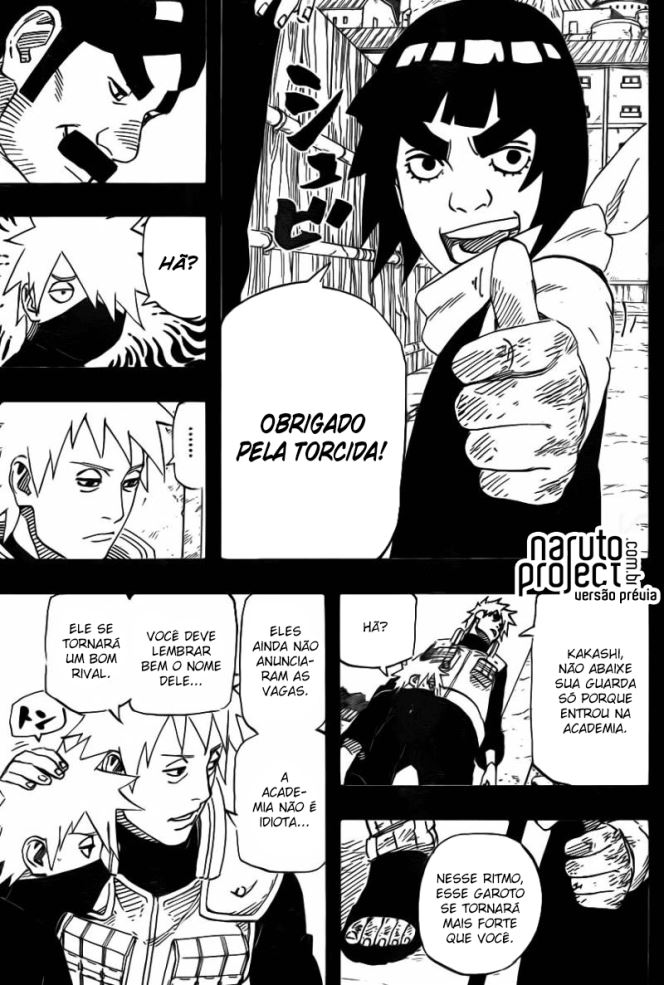 シュビ
OBRIGADO
PELA TORCIDA!
HÃ?
........
naruto
project
.com.br
versão prévia
KAKASHI,
NÃO ABAIXE
SUA GUARDA
SÓ PORQUE
ENTROU NA
ACADEMIA.
HÃ?
NESSE RITMO,
ESSE GAROTO
SE TORNARÁ
MAIS FORTE
QUE VOCÊ.
ELES
AINDA NÃO
ANUNCIA-
RAM AS
VAGAS.
A
ACADE-
MIA NÃO É
IDIOTA...
VOCÊ DEVE
LEMBRAR
BEM O NOME
DELE...
ELE SE
TORNARÁ
UM BOM
RIVAL.